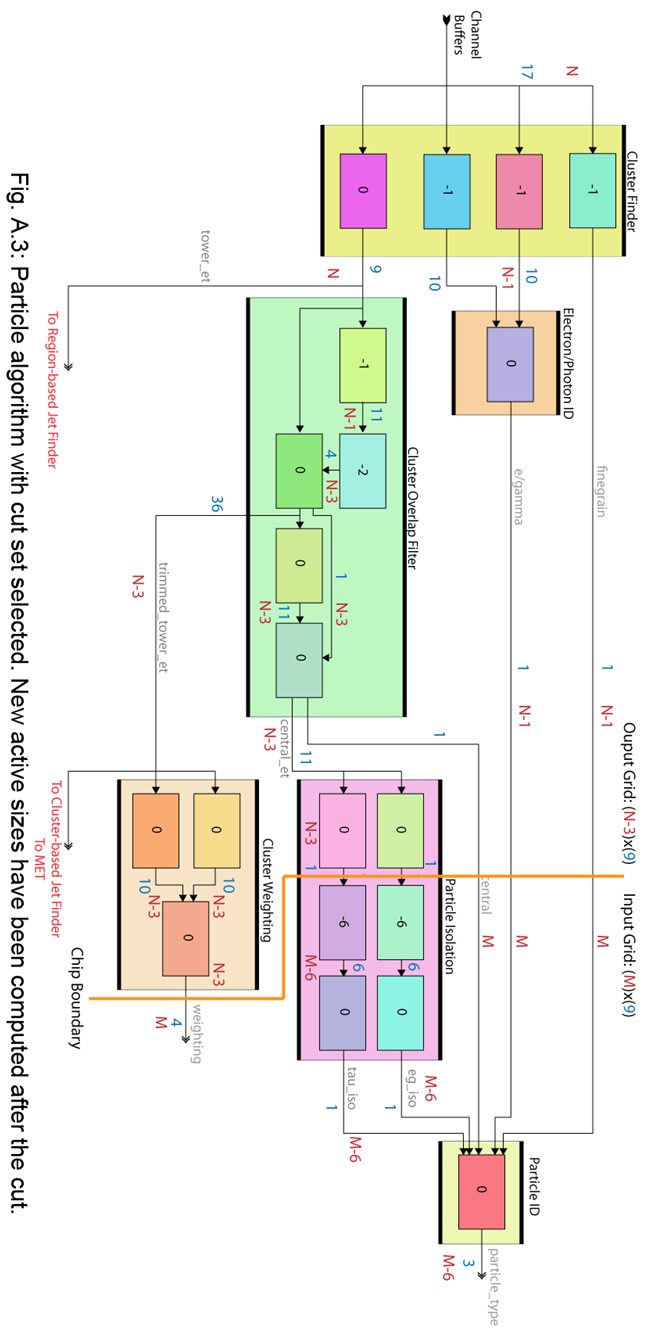 Channel
Buffers
N
17
Cluster Finder
-1
-1
-1
0
10
N-1
10
9
N
tower_et
To Region-based Jet Finder
Electron/Photon ID
0
finegrain
e/gamma
Cluster Overlap Filter
-1
11
N-1
-2
4
N-3
0
0
1
N-3
11
N-3
0
36
trimmed_tower_et
N-3
1
N-1
1
N-1
1
central_et
N-3
11
Ouput Grid: (N-3)x(9)
Input Grid: (M)x(9)
Particle Isolation
0
1
-6
6
0
0
N-3
1
-6
M-6
6
0
central
M
M
M
Cluster Weighting
0
10
N-3
0
10
N-3
0
N-3
weighting
4
M
To Cluster-based Jet Finder
To MET
Chip Boundary
eg_iso
M-6
1
tau_iso
1
M-6
Particle ID
0
particle_type
3
M-6
Fig. A.3: Particle algorithm with cut set selected. New active sizes have been computed after the cut.